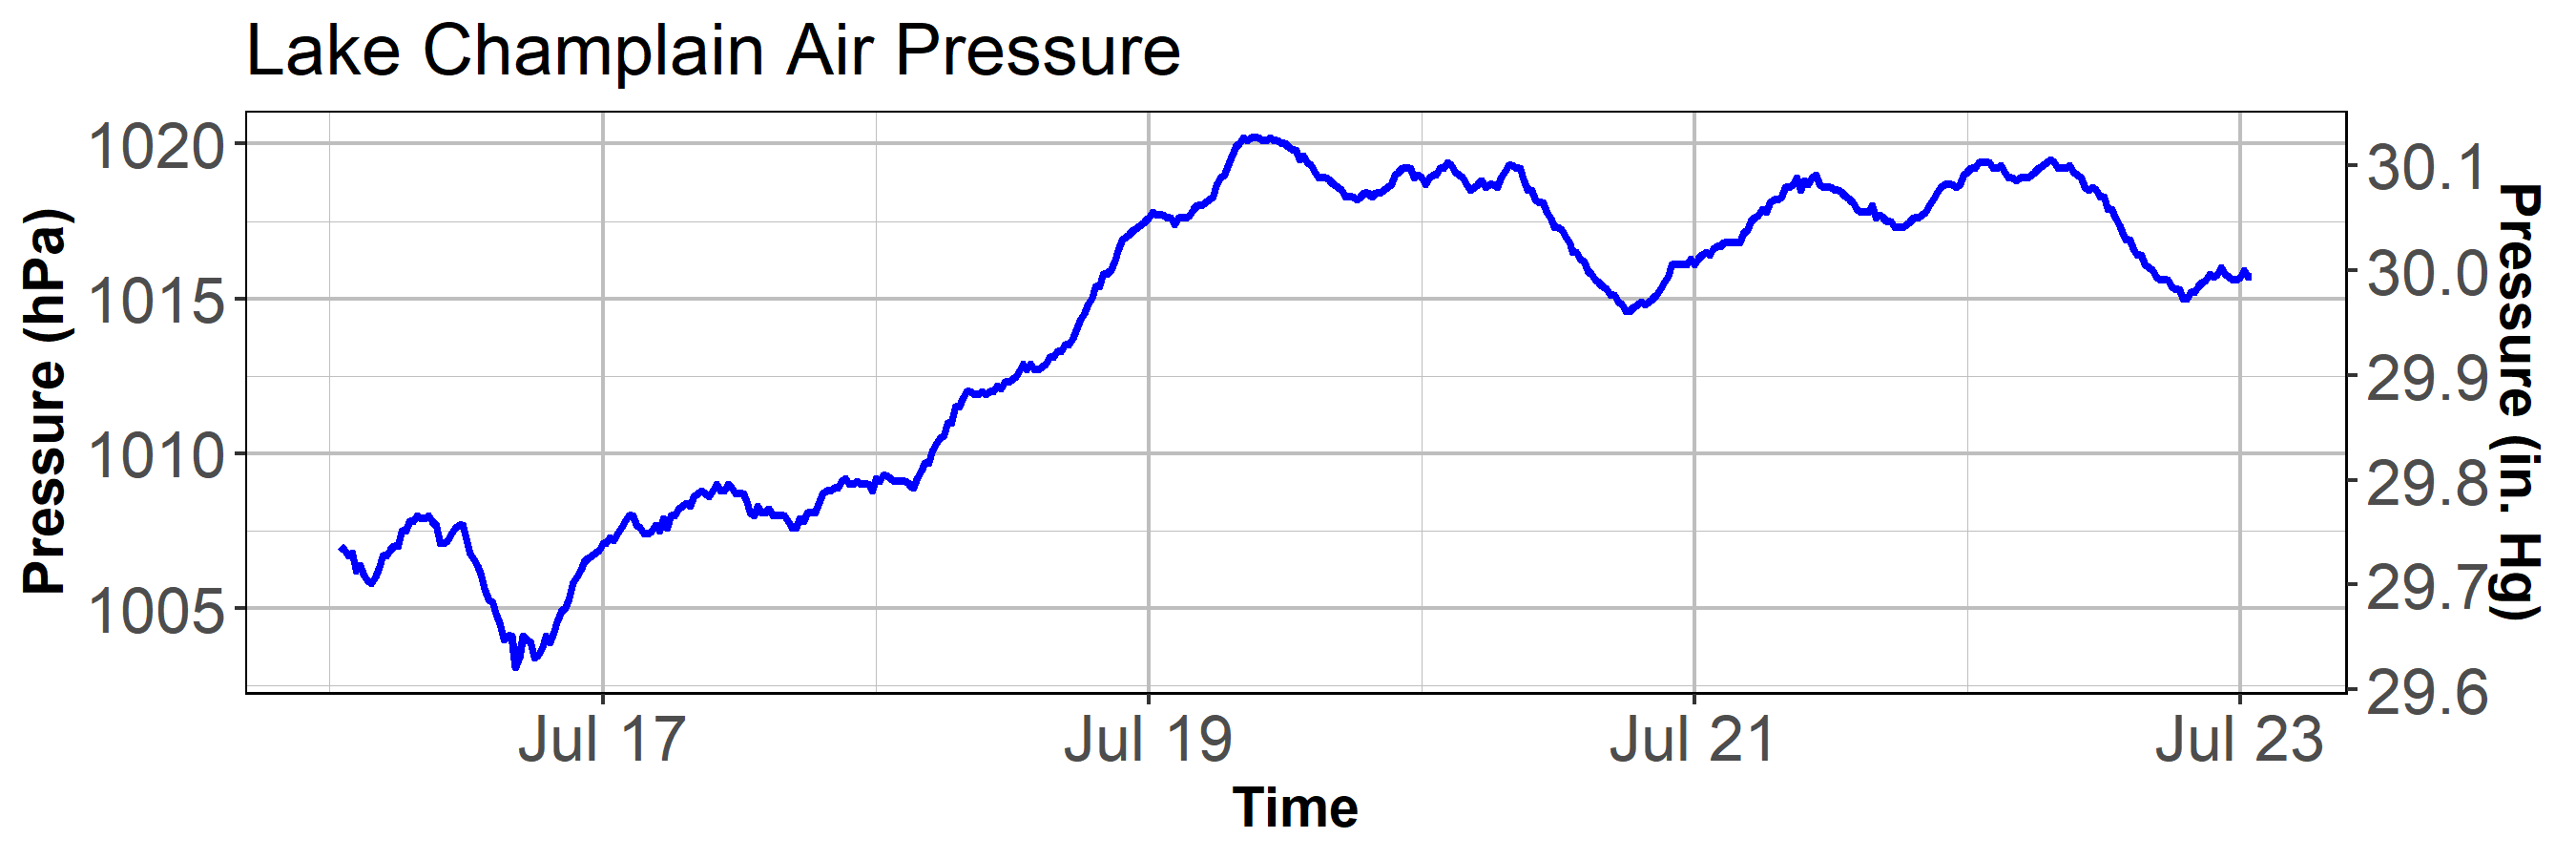 Lake Champlain Air Pressure
Pressure (hPa)
1020
1015
1010
1005
30.1
30.0
29.9
29.8
29.7
29.6
Pressure (in. Hg)
Jul 17
Jul 19
Jul 21
Jul 23
Time